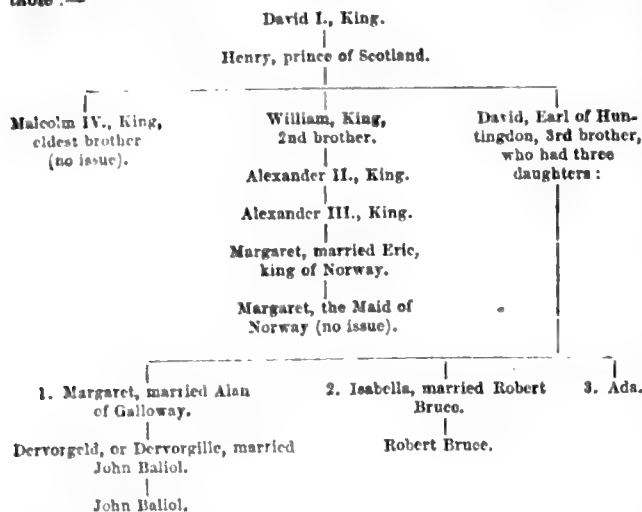 table :—
David I., King.
Henry, prince of Scotland.
Malcolm IV., King,
eldest brother
(no issue).
William, King,
2nd brother.
David, Earl of Hun-
tingdon, 3rd brother,
who had three
daughters :
Alexander II., King.
Alexander III., King.
Margaret, married Eric,
king of Norway.
Margaret, the Maid of
Norway (no issue).
1. Margaret, married Alan
of Galloway.
2. Isabella, married Robert
Bruce.
3. Ada.
Dervorgeld, or Dervorgille, married
John Baliol.
Robert Bruce.
John Baliol.